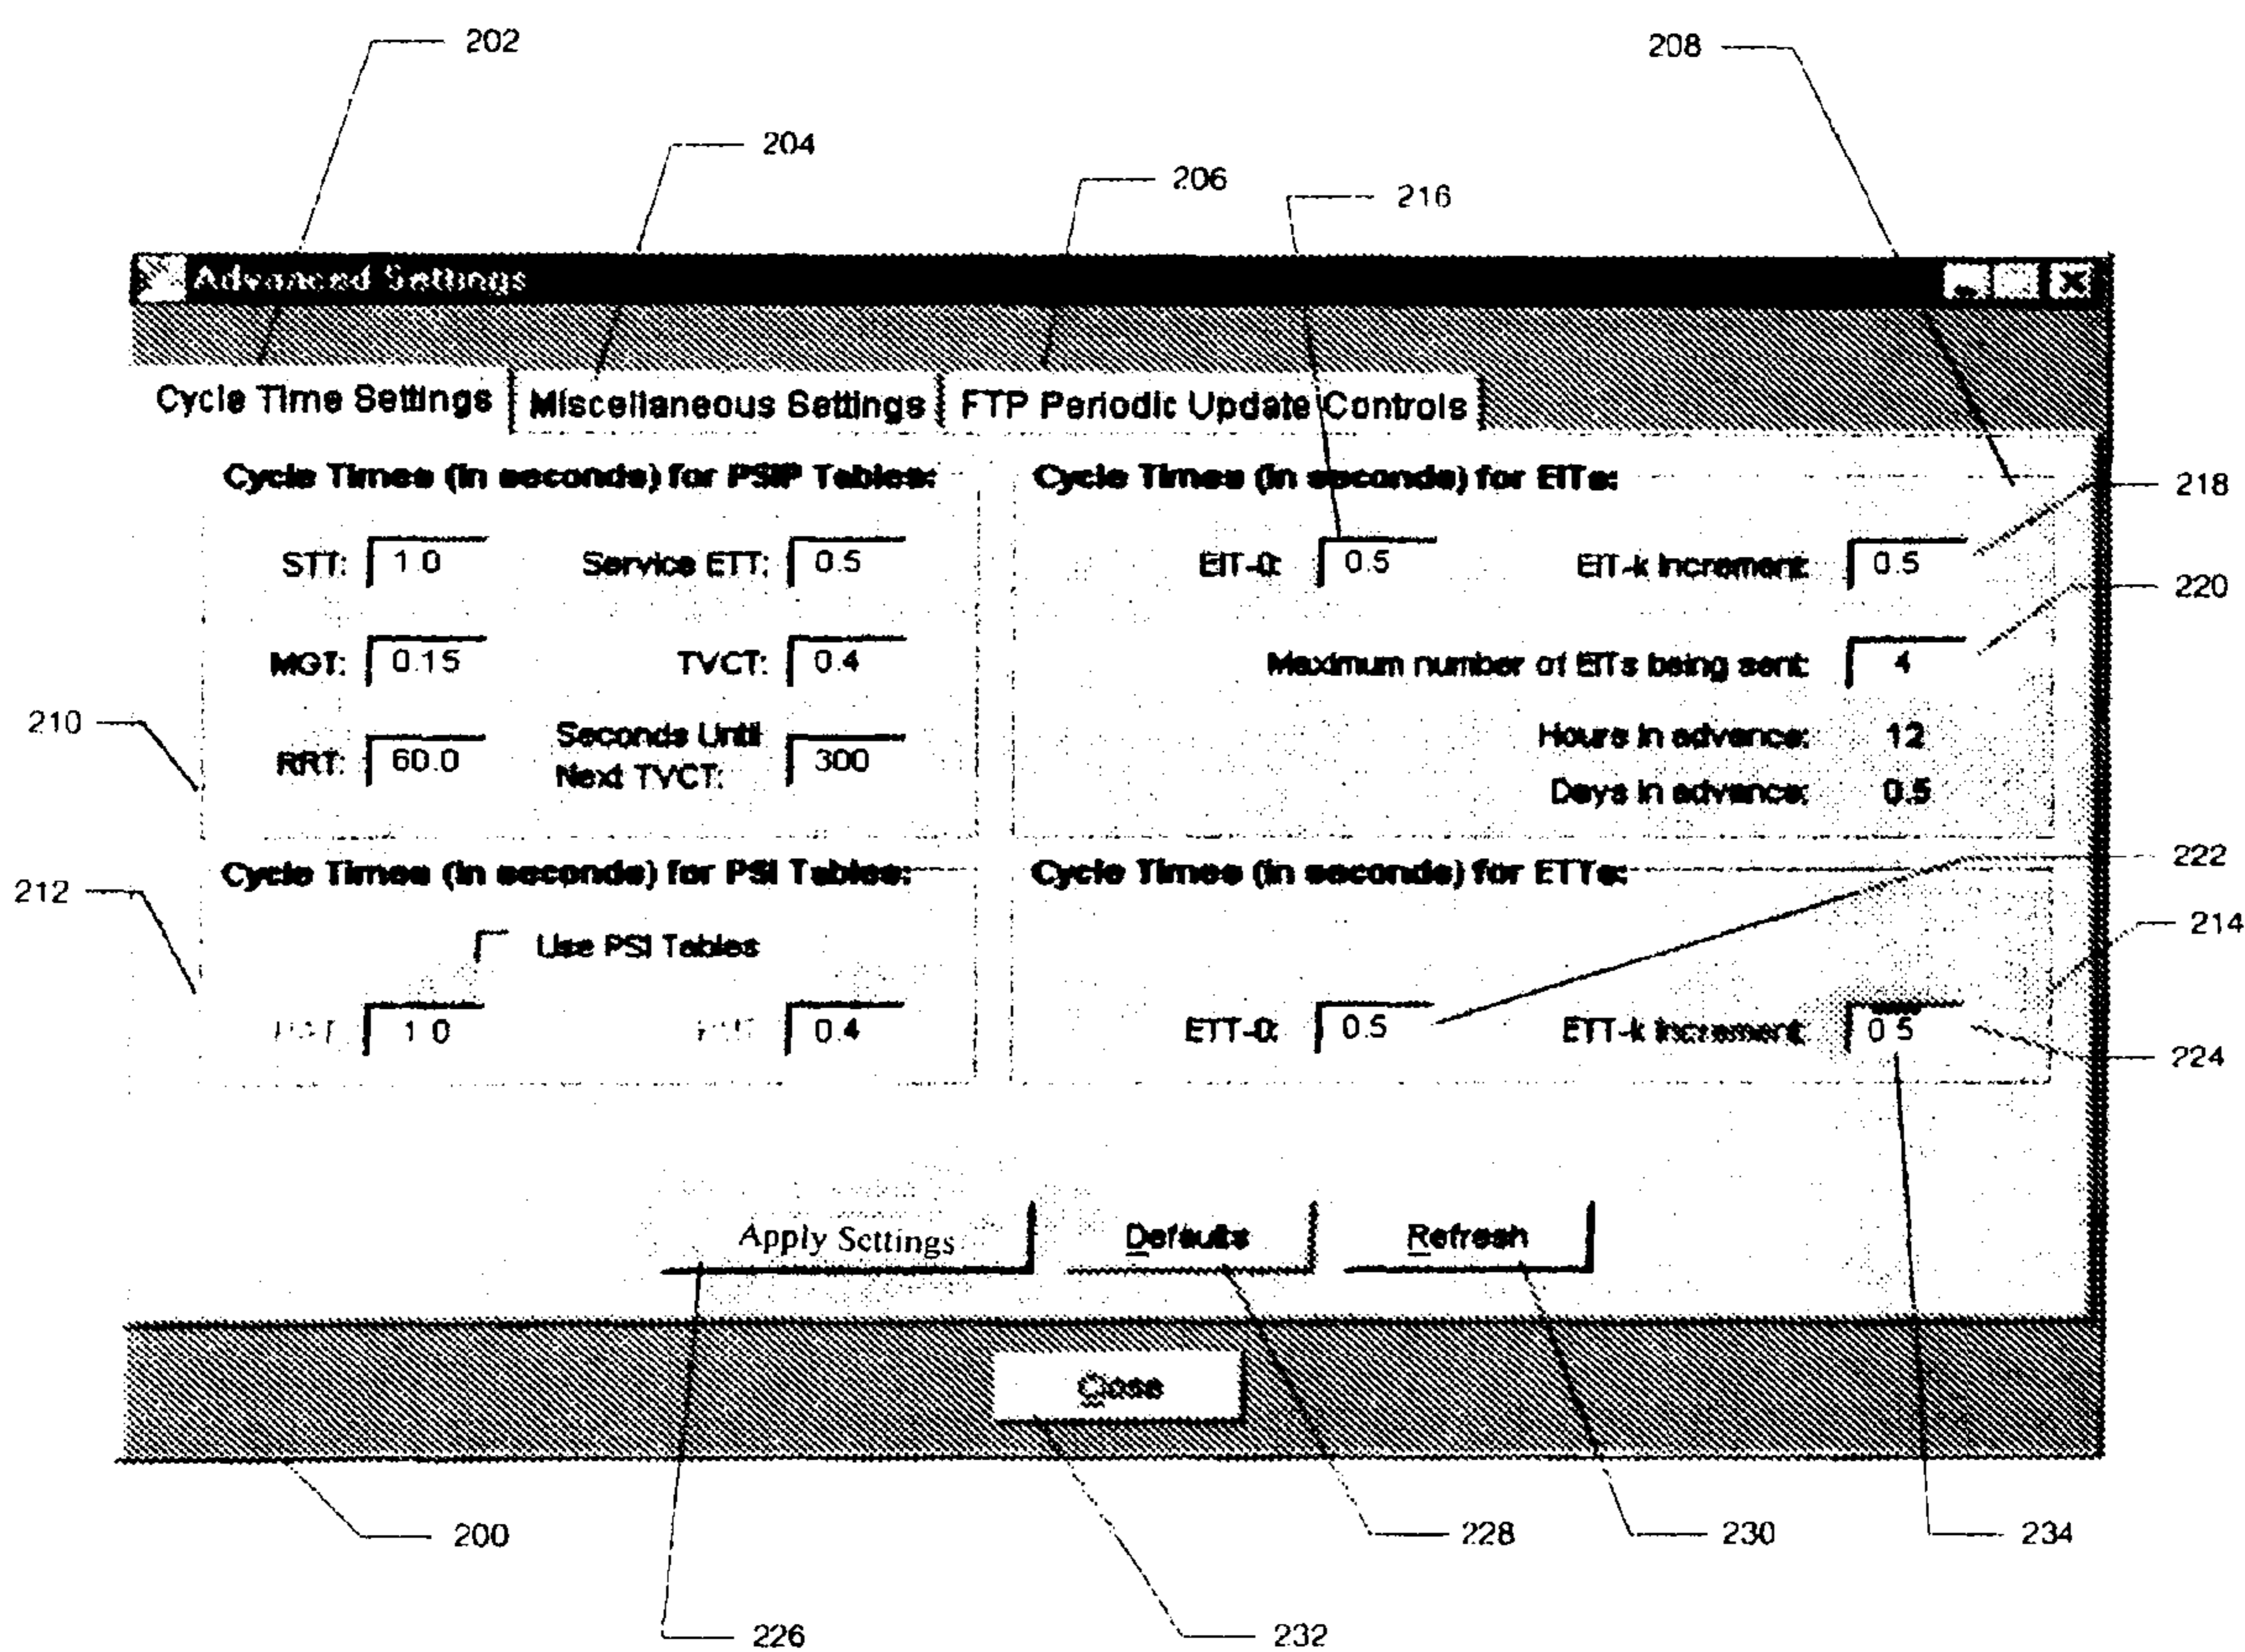 202
208
204
206
216
Advanced Settings
Cycle Time Settings
Miscellaneous Settings
FTP Periodic Update Controls
Cycle Times (in seconds) for PSIP Tables:
STT: 1.0
Service ETT: 0.5
MGT: 0.15
TVCT: 0.4
RRT: 60.0
Seconds Until
Next TVCT: 300
Cycle Times (in seconds) for EITs:
EIT-0: 0.5
EIT-k Increment: 0.5
Maximum number of EITs being sent: 4
Hours in advance: 12
Days in advance: 0.5
218
220
210
212
Cycle Times (in seconds) for PSI Tables:
Use PSI Tables
1.0
0.4
Cycle Times (in seconds) for ETTs:
ETT-0: 0.5
ETT-k Increment: 0.5
222
214
224
Apply Settings
Defaults
Refresh
Close
200
228
230
234
226
232